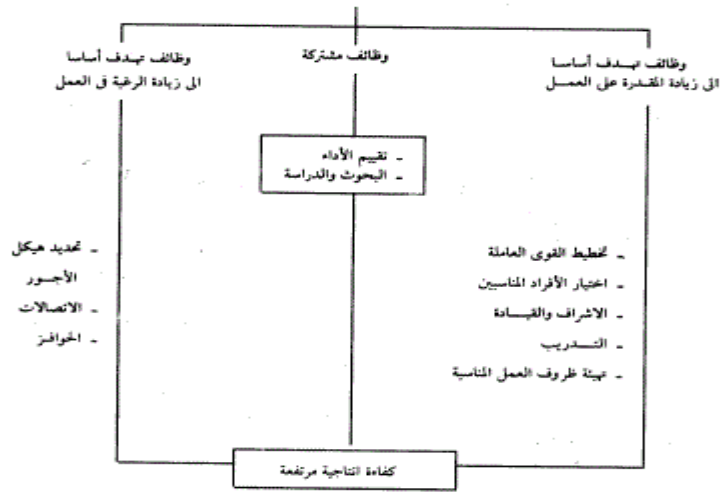 وظائف تهدف أساسا
الى زيادة المقدرة على العمل
وظائف مشتركة
وظائف تهدف أساسا
الى زيادة الرغبة في العمل
- تقييم الأداء
- البحوث والدراسة
- تخطيط القوى العاملة
- اختيار الأفراد المناسبين
- الاشراف والقيادة
- التدريب
- تهيئة ظروف العمل المناسبة
- تحديد هيكل
الأجور
- الاتصالات
- الحوافز
كفاءة انتاجية مرتفعة